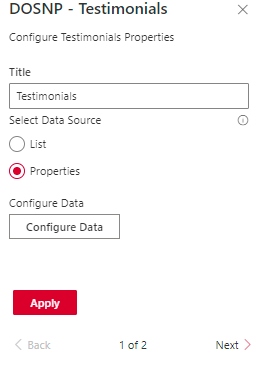 DOSNP - Testimonials
Configure Testimonials Properties
Title
Testimonials
Select Data Source
List
Properties
Configure Data
Configure Data
Apply
Back 1 of 2 Next